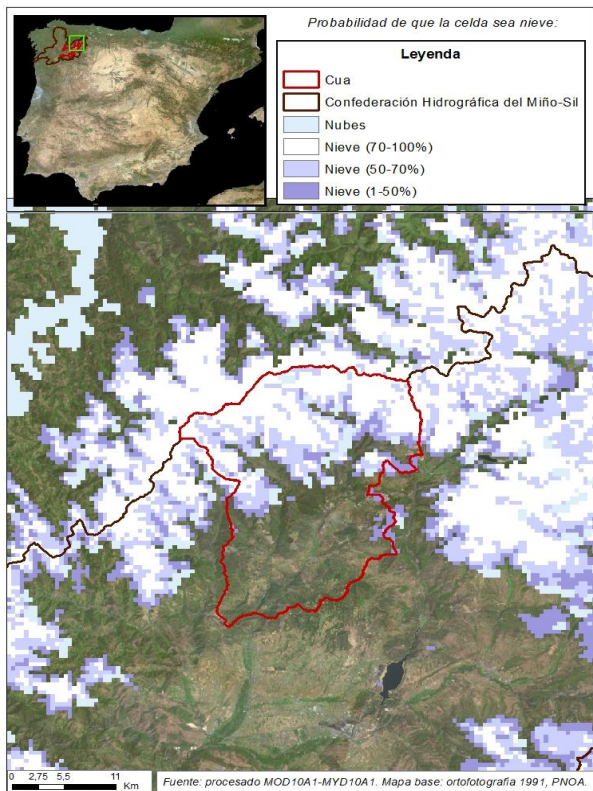 Probabilidad de que la celda sea nieve:
Leyenda
Cua
Confederación Hidrográfica del Miño-Sil
Nubes
Nieve (70-100%)
Nieve (50-70%)
Nieve (1-50%)
0 2,75 5,5 11
Km
Fuente: procesado MOD10A1-MYD10A1. Mapa base: ortofotografia 1991, PNOA.